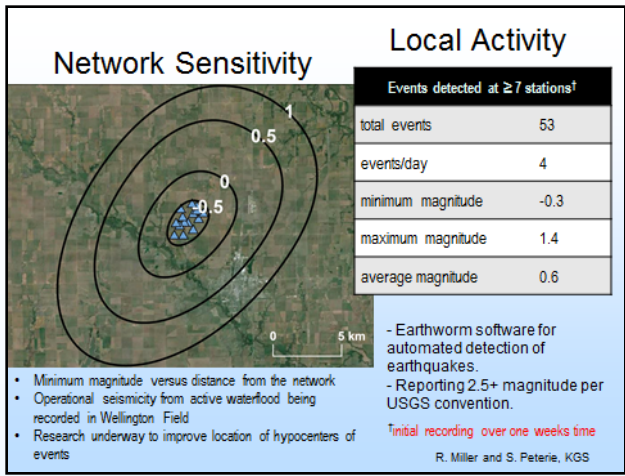 Network Sensitivity
1
0.5
0
-0.5
0
5 km
• Minimum magnitude versus distance from the network
• Operational seismicity from active waterflood being
recorded in Wellington Field
• Research underway to improve location of hypocenters of
events
Local Activity
Events detected at ≥ 7 stations†
total events 53
events/day 4
minimum magnitude -0.3
maximum magnitude 1.4
average magnitude 0.6
- Earthworm software for
automated detection of
earthquakes.
- Reporting 2.5+ magnitude per
USGS convention.
†initial recording over one weeks time
R. Miller and S. Peterie, KGS